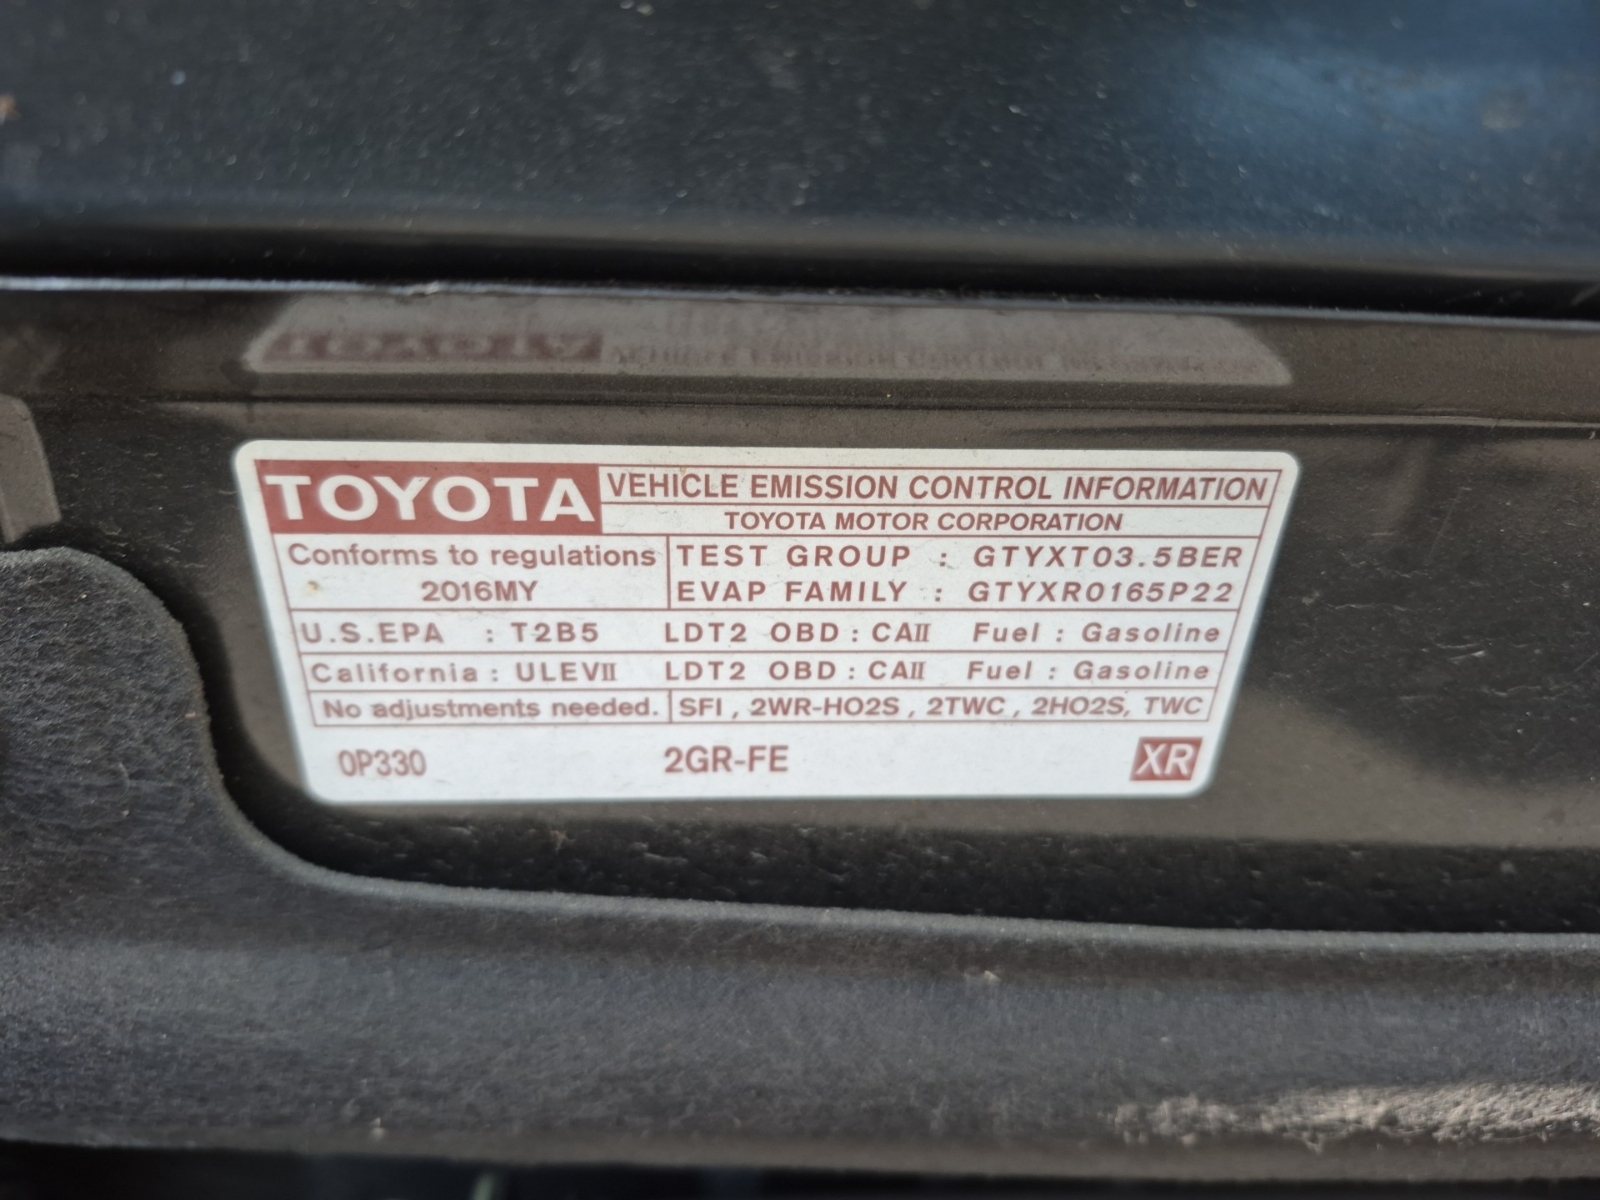 TOYOTA VEHICLE EMISSION CONTROL INFORMATION
TOYOTA MOTOR CORPORATION
Conforms to regulations
2016MY
TEST GROUP : GTYXT03.5BER
EVAP FAMILY : GTYXR0165P22
U.S.EPA : T2B5 LDT2 OBD : CAII Fuel : Gasoline
California : ULEVII LDT2 OBD : CAII Fuel : Gasoline
No adjustments needed. SFI , 2WR-HO2S , 2TWC , 2HO2S, TWC
0P330 2GR-FE XR